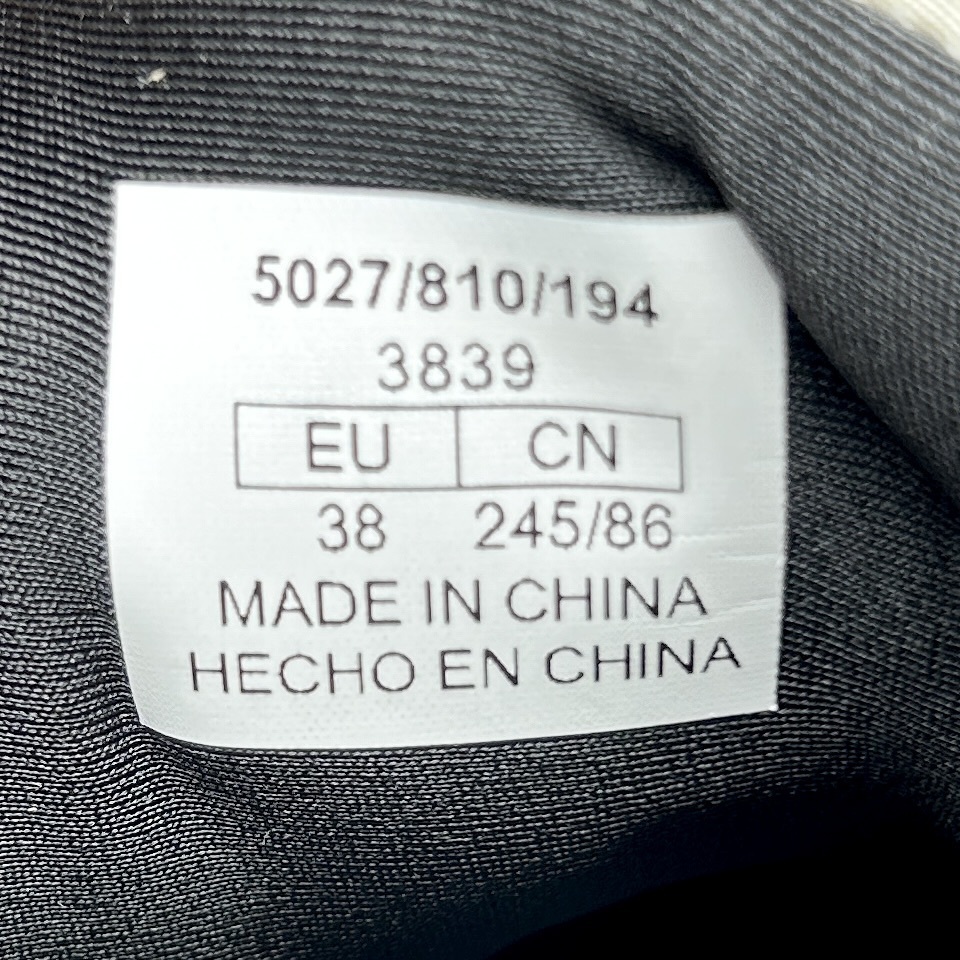 5027/810/194
3839
EU CN
38 245/86
MADE IN CHINA
HECHO EN CHINA